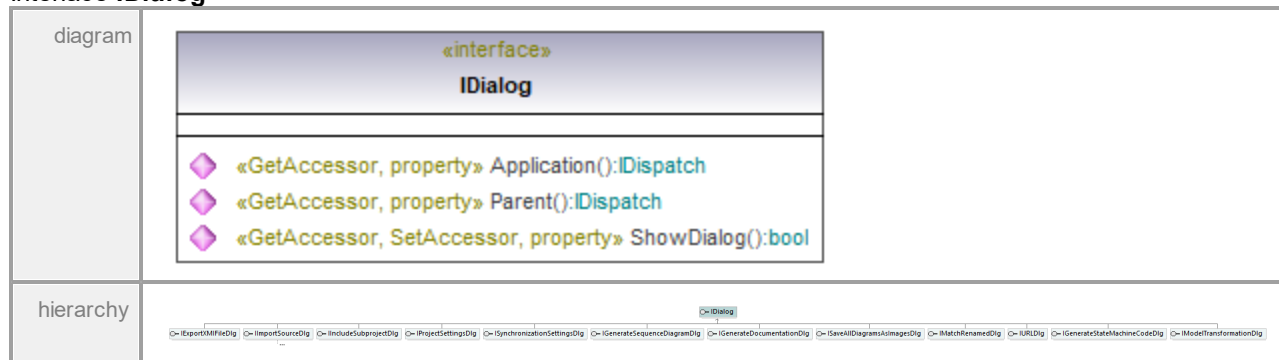 interface IDialog
diagram
«interface»
IDialog
«GetAccessor, property» Application():IDispatch
«GetAccessor, property» Parent():IDispatch
«GetAccessor, SetAccessor, property» ShowDialog():bool
hierarchy
IDialog
IExportXMIFileDlg IImportSourceDlg IIncludeSubprojectDlg IProjectSettingsDlg ISynchronizationSettingsDlg IGenerateSequenceDiagramDlg IGenerateDocumentationDlg ISaveAllDiagramsAsImagesDlg IMatchRenamedDlg IURLDlg IGenerateStateMachineCodeDlg IModelTransformationDlg
...